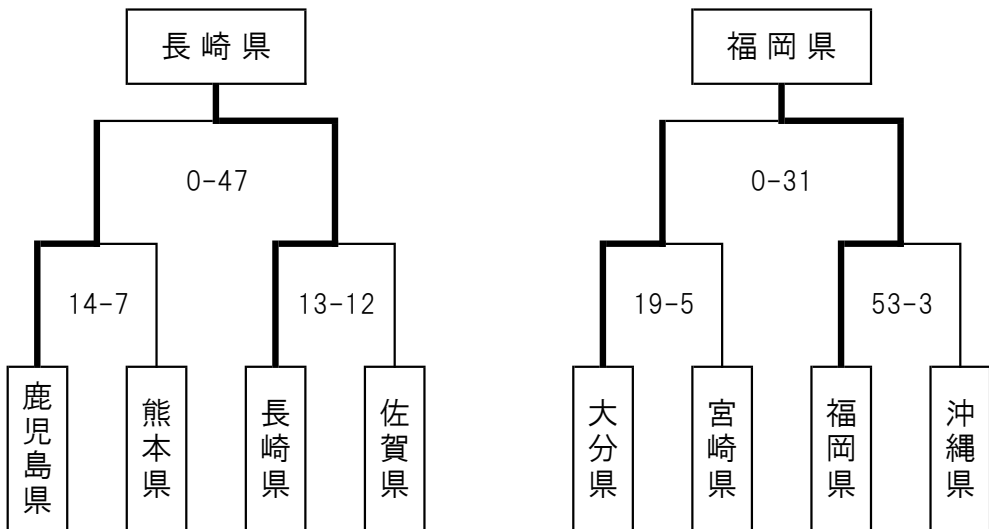 長崎県
福岡県
0-47
0-31
14-7
13-12
19-5
53-3
鹿児島県
熊本県
長崎県
佐賀県
大分県
宮崎県
福岡県
沖縄県